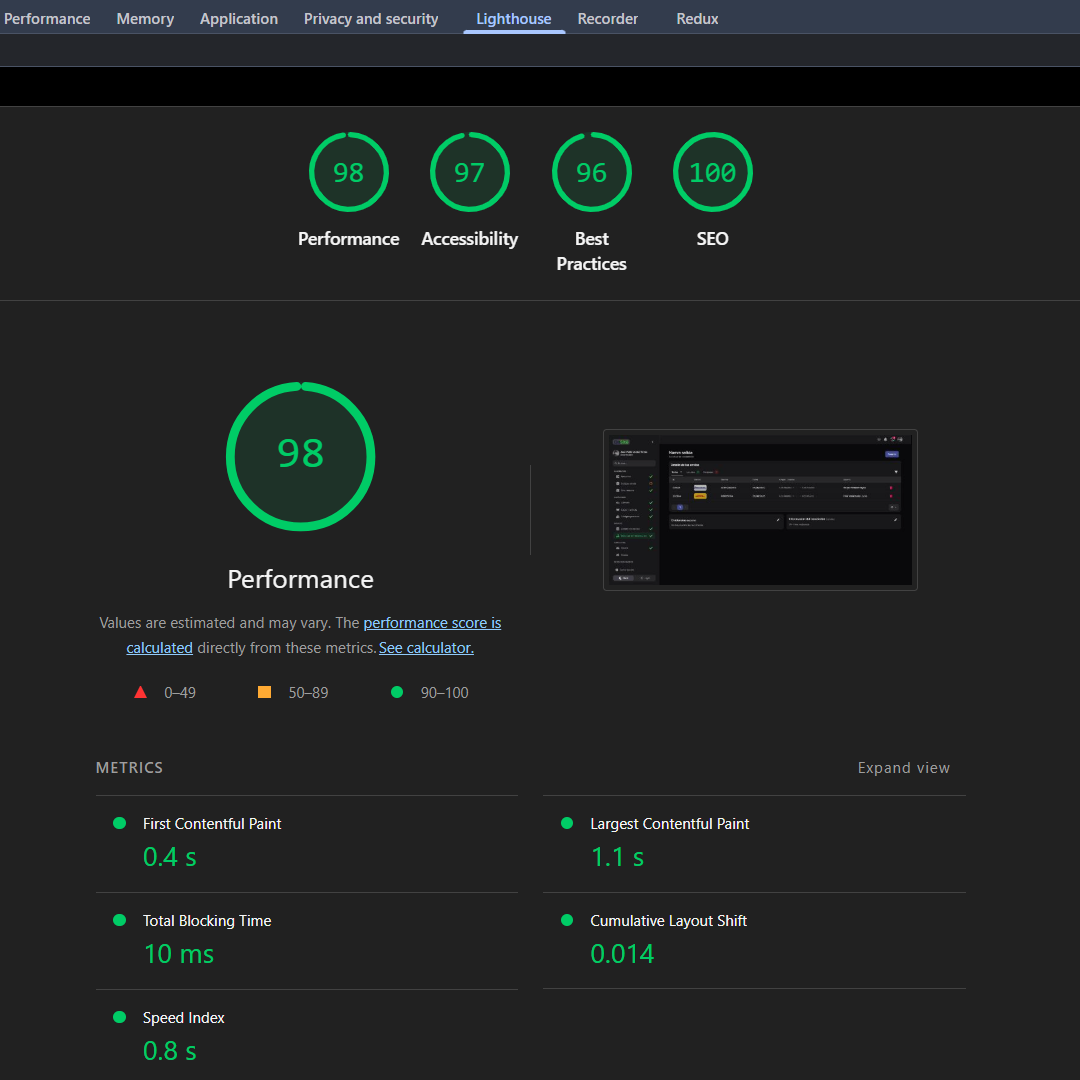 Performance Memory Application Privacy and security Lighthouse Recorder Redux
98 97 96 100
Performance Accessibility Best Practices SEO
98
Performance
Values are estimated and may vary. The performance score is
calculated directly from these metrics. See calculator.
0–49 50–89 90–100
METRICS Expand view
First Contentful Paint
0.4 s
Largest Contentful Paint
1.1 s
Total Blocking Time
10 ms
Cumulative Layout Shift
0.014
Speed Index
0.8 s